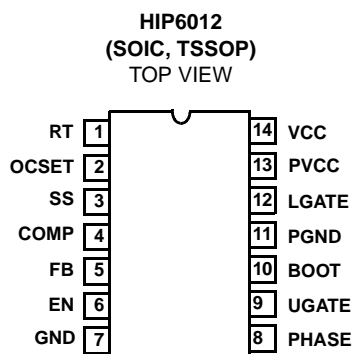 HIP6012
(SOIC, TSSOP)
TOP VIEW
RT 1 14 VCC
OCSET 2 13 PVCC
SS 3 12 LGATE
COMP 4 11 PGND
FB 5 10 BOOT
EN 6 9 UGATE
GND 7 8 PHASE